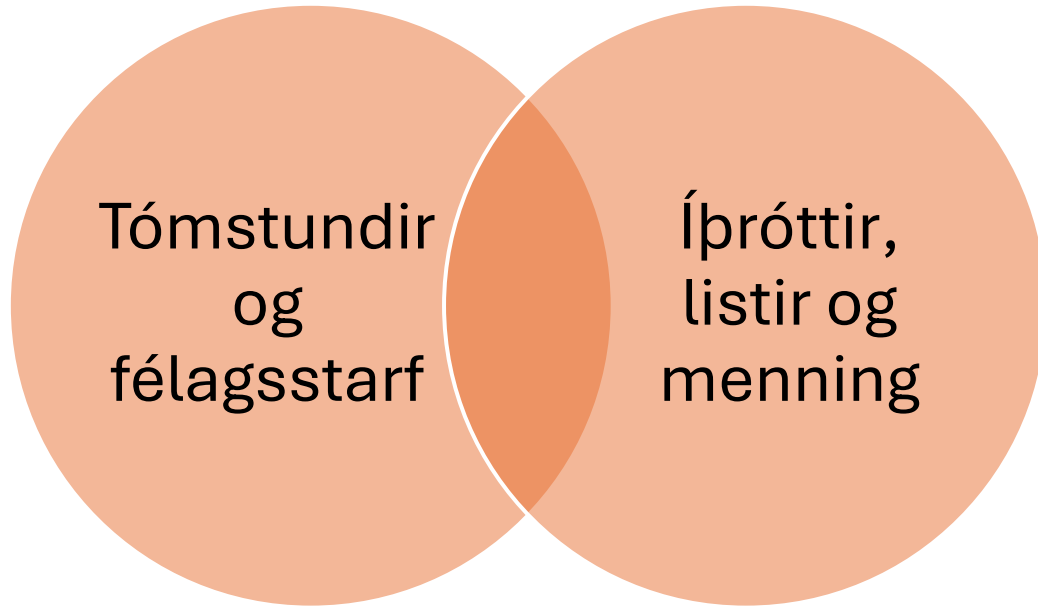 Tómstundir
og
félagsstarf
Íþróttir,
listir og
menning